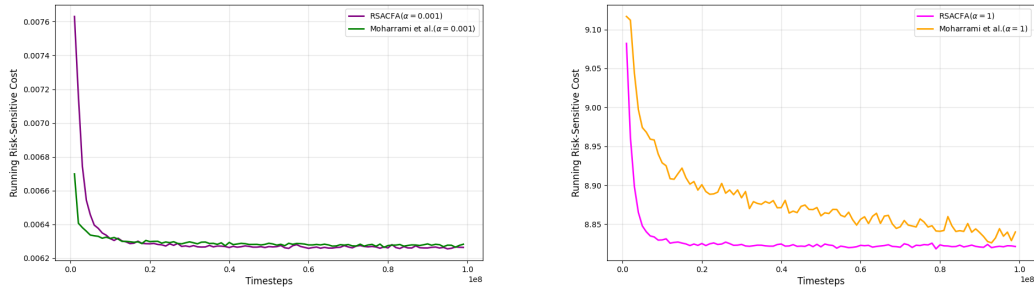 RSACFA(α = 0.001)
Moharrami et al.(α = 0.001)
Running Risk-Sensitive Cost
0.0076
0.0074
0.0072
0.0070
0.0068
0.0066
0.0064
0.0062
0.0
0.2
0.4
0.6
0.8
1.0
1e8
Timesteps
RSACFA(α = 1)
Moharrami et al.(α = 1)
Running Risk-Sensitive Cost
9.10
9.05
9.00
8.95
8.90
8.85
0.0
0.2
0.4
0.6
0.8
1.0
1e8
Timesteps